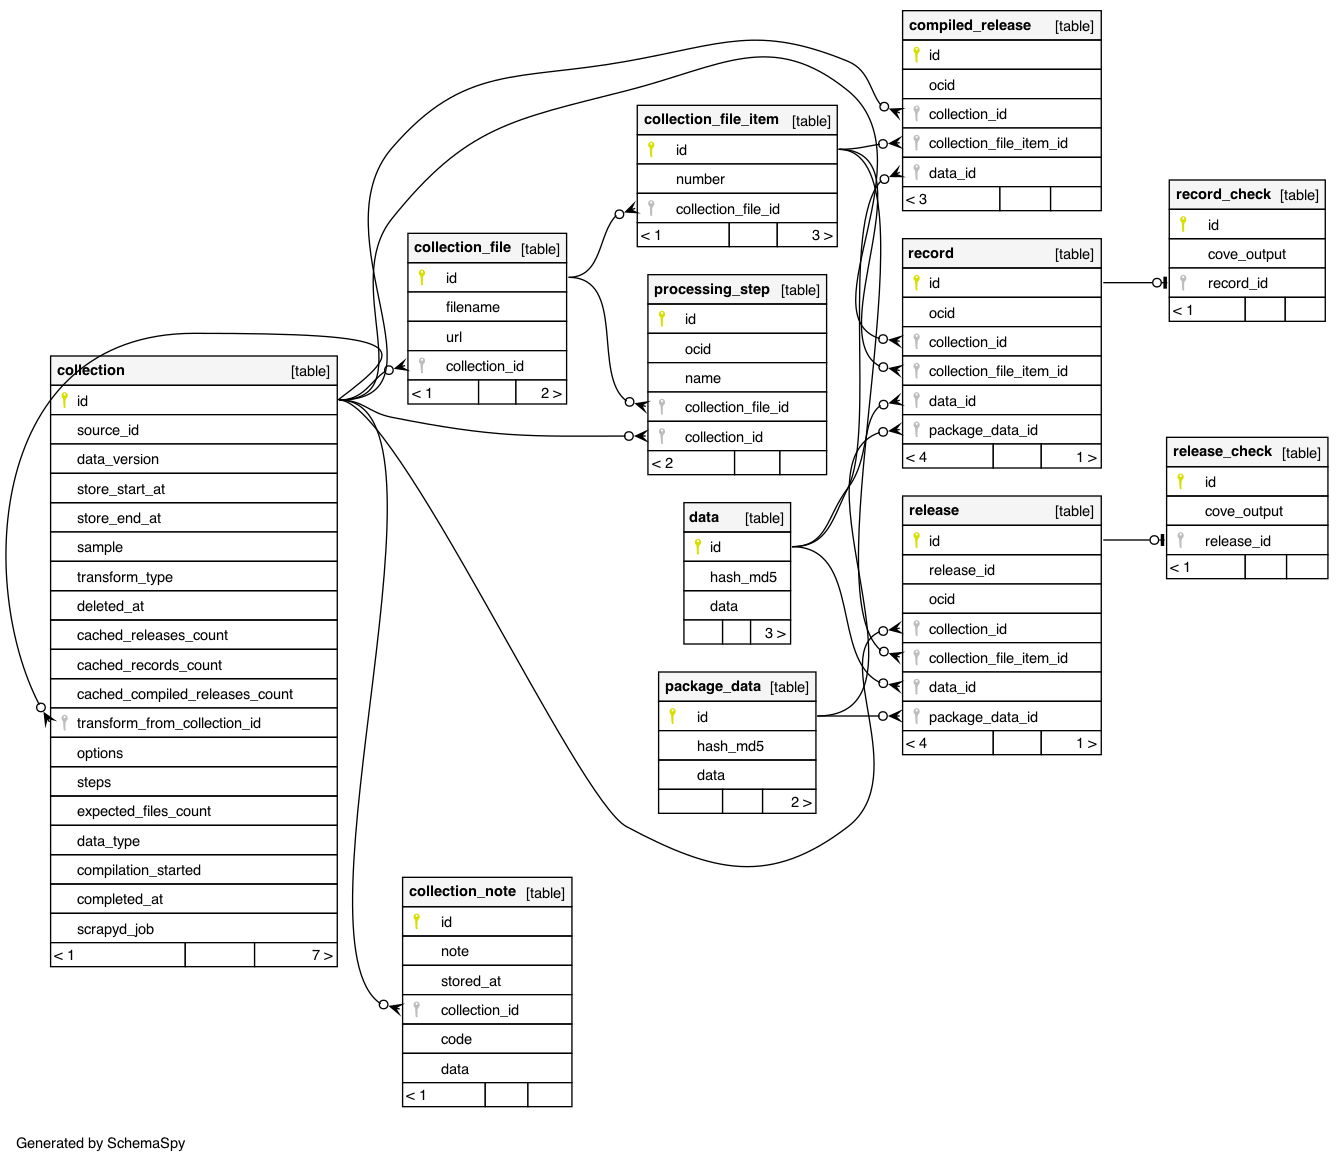 compiled_release [table]
id
ocid
collection_id
collection_file_item_id
data_id
< 3
collection_file_item [table]
id
number
collection_file_id
< 1 3 >
record_check [table]
id
cove_output
record_id
< 1
collection_file [table]
id
filename
url
collection_id
< 1 2 >
record [table]
id
ocid
collection_id
collection_file_item_id
data_id
package_data_id
< 4 1 >
processing_step [table]
id
ocid
name
collection_file_id
collection_id
< 2
collection [table]
id
source_id
data_version
store_start_at
store_end_at
sample
transform_type
deleted_at
cached_releases_count
cached_records_count
cached_compiled_releases_count
transform_from_collection_id
options
steps
expected_files_count
data_type
compilation_started
completed_at
scrapyd_job
< 1 7 >
release_check [table]
id
cove_output
release_id
< 1
data [table]
id
hash_md5
data
3 >
release [table]
id
release_id
ocid
collection_id
collection_file_item_id
data_id
package_data_id
< 4 1 >
package_data [table]
id
hash_md5
data
2 >
collection_note [table]
id
note
stored_at
collection_id
code
data
< 1
Generated by SchemaSpy